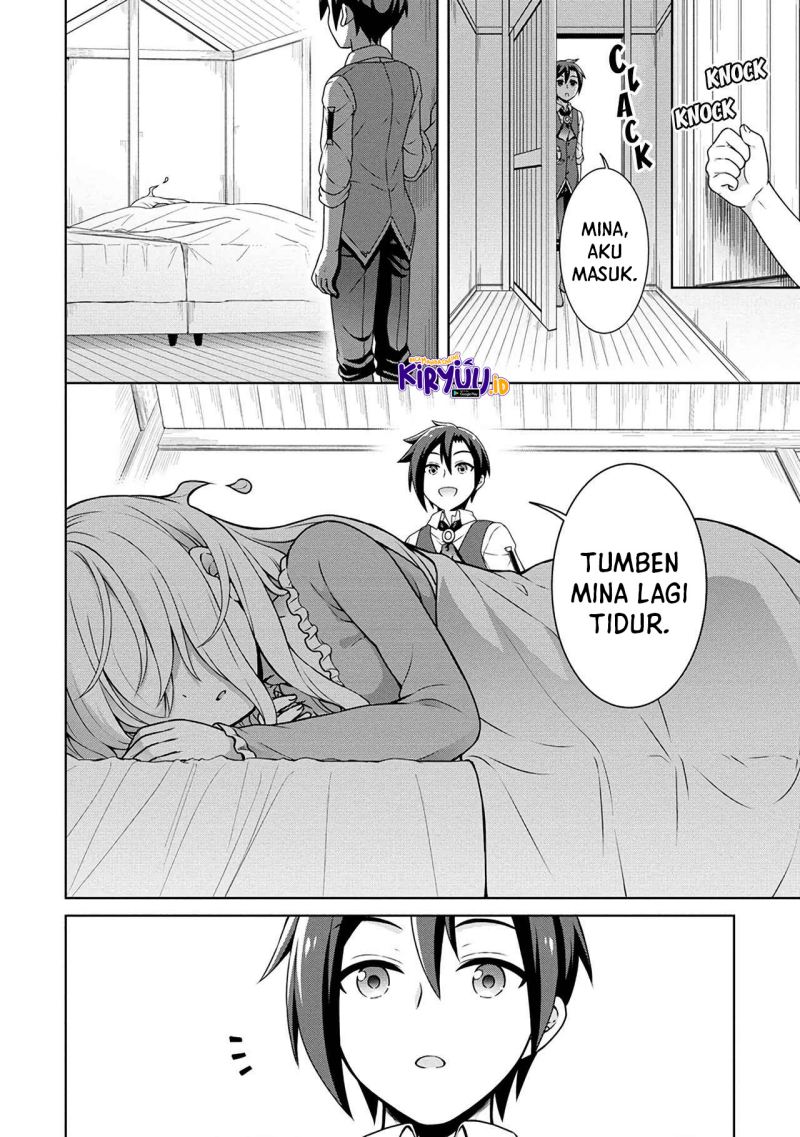 KNOCK
KNOCK
CLACK
MINA,
AKU
MASUK.
KIRYUU.ID
TUMBEN
MINA LAGI
TIDUR.